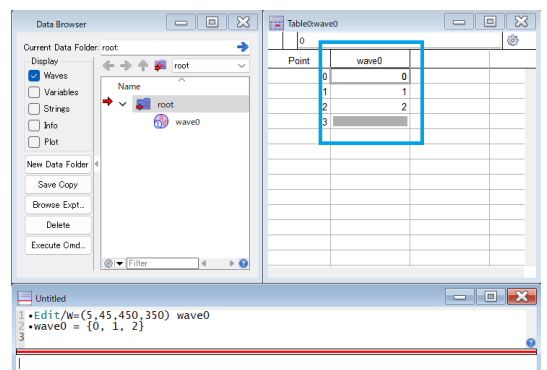 Data Browser
Current Data Folder: root:
Display
Waves
Variables
Strings
Info
Plot
New Data Folder
Save Copy
Browse Expt...
Delete
Execute Cmd...
root
Name
root
wave0
Filter
Table0:wave0
0
Point wave0
0 0
1 1
2 2
3
Untitled
1 •Edit/W=(5,45,450,350) wave0
2 •wave0 = {0, 1, 2}
3